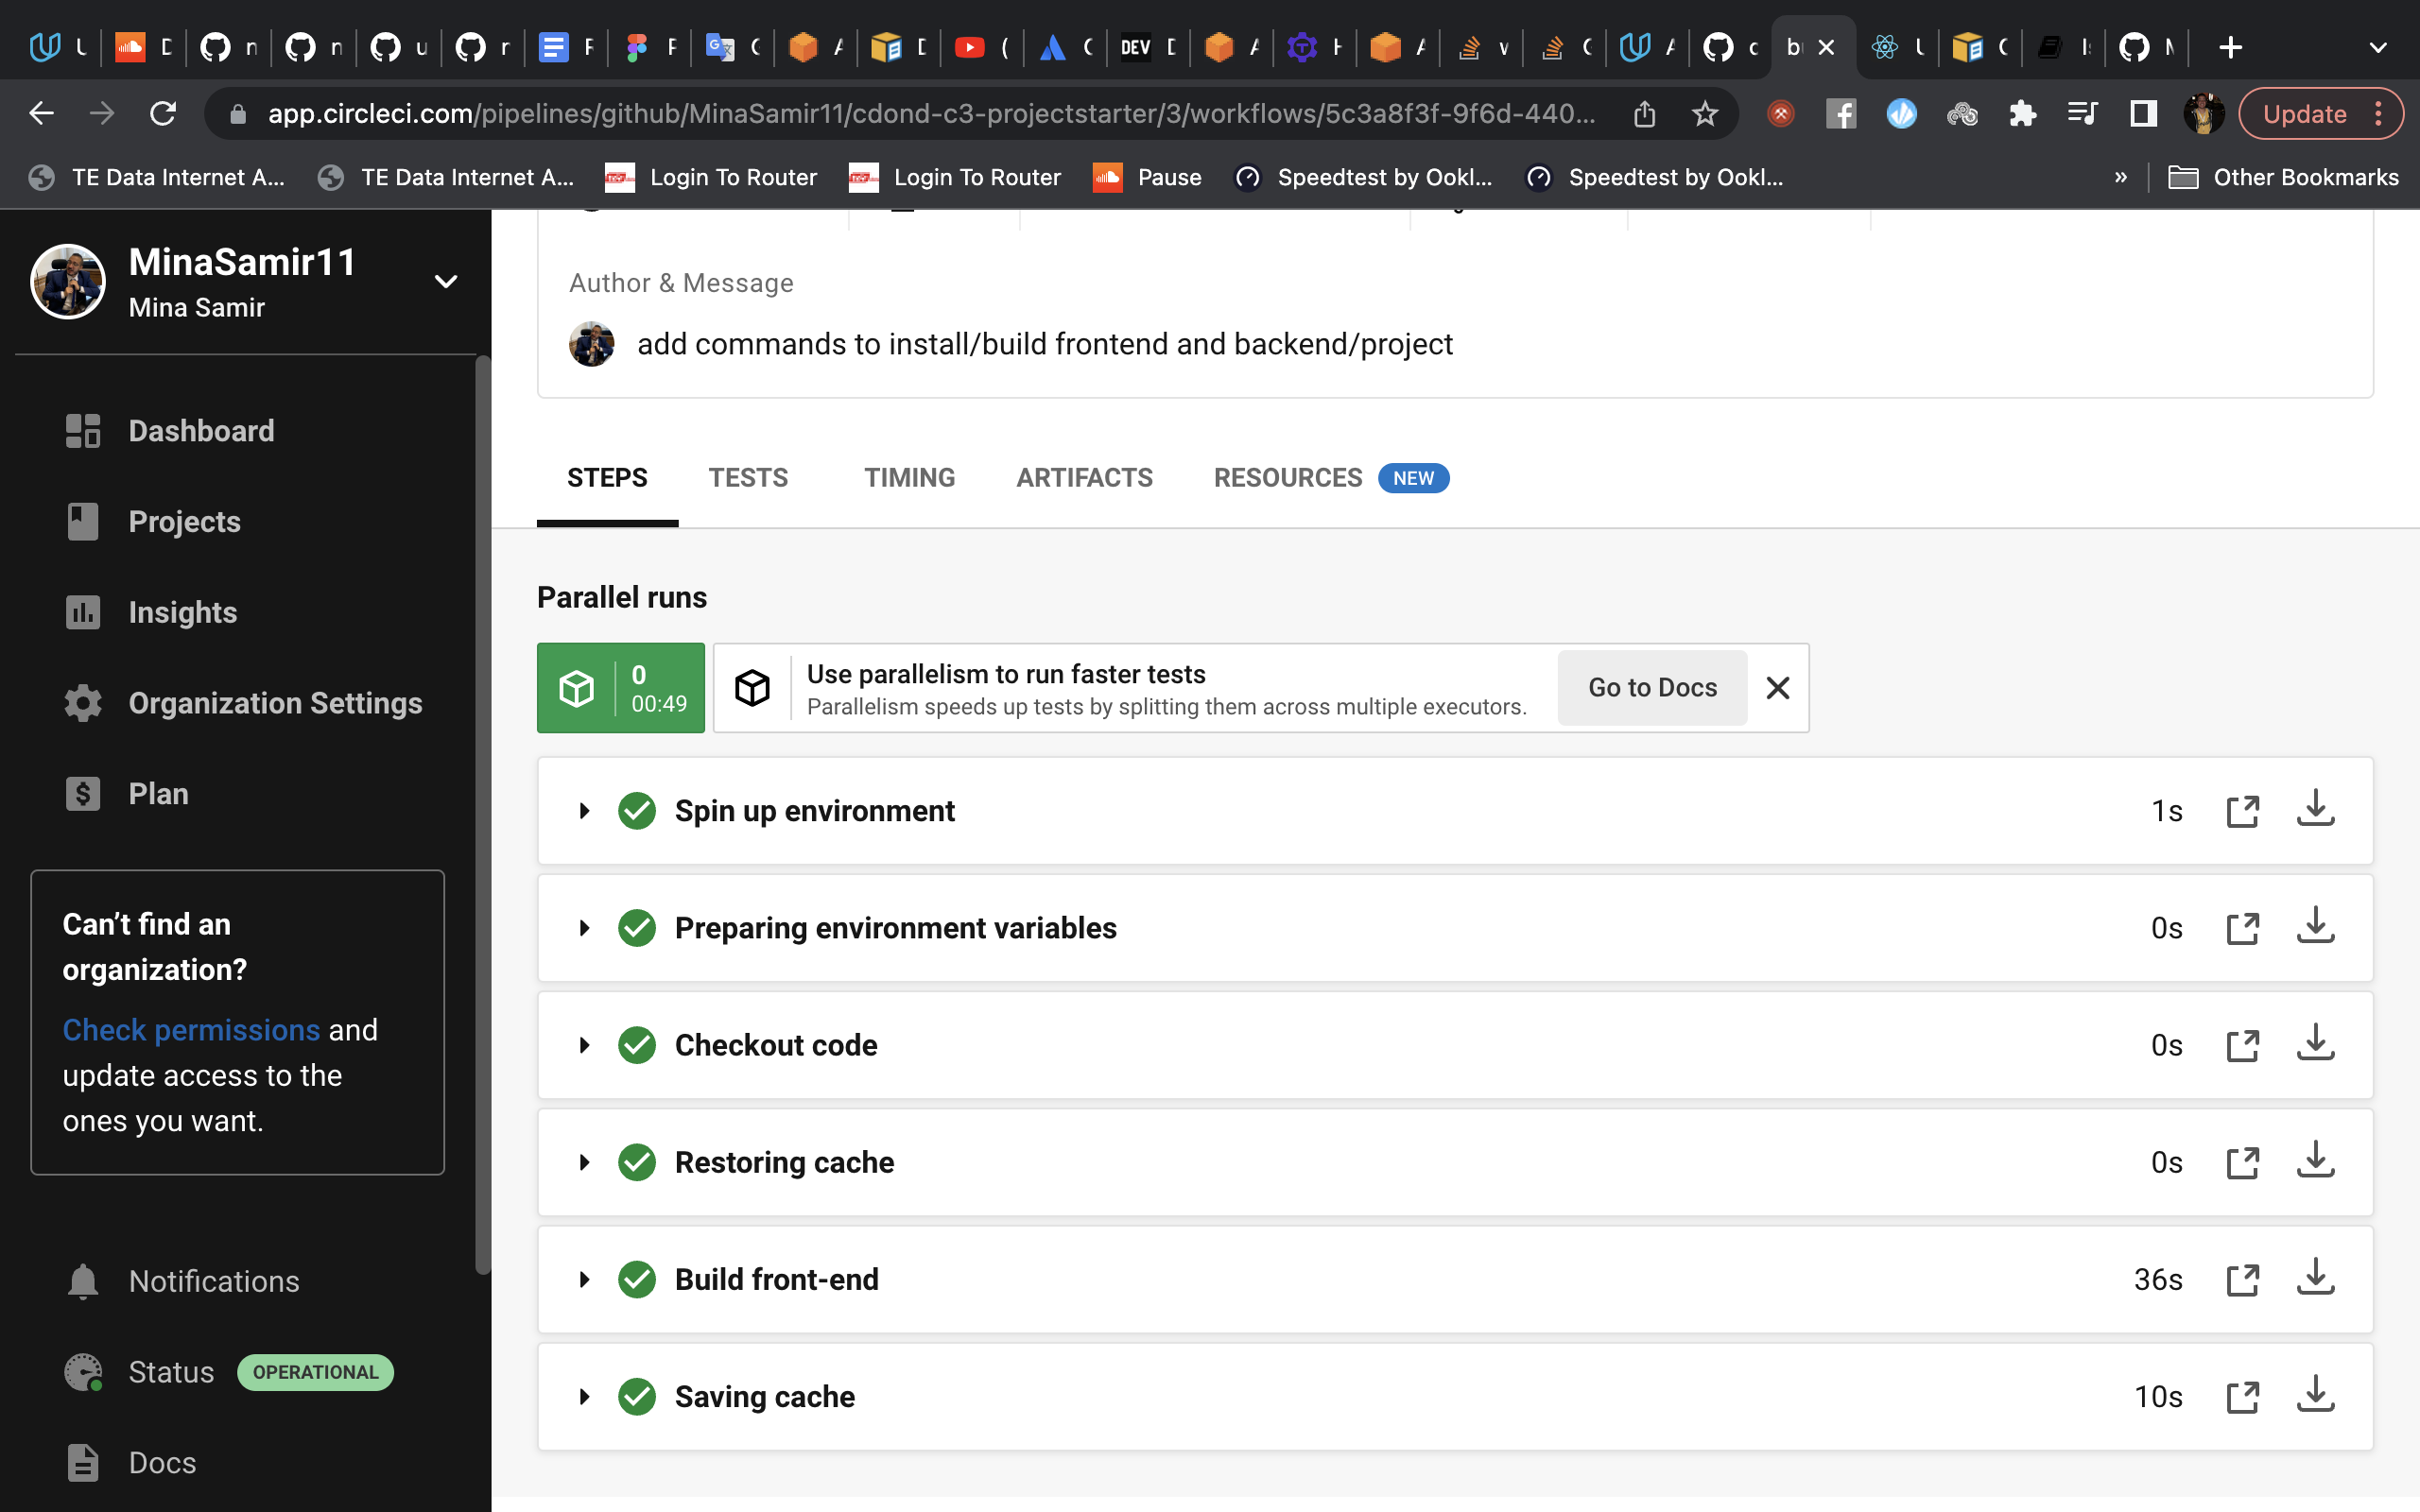 app.circleci.com/pipelines/github/MinaSamir11/cdond-c3-projectstarter/3/workflows/5c3a8f3f-9f6d-440...
Update
TE Data Internet A...
TE Data Internet A...
Login To Router
Login To Router
Pause
Speedtest by Ookl...
Speedtest by Ookl...
»
Other Bookmarks
MinaSamir11
Mina Samir
Dashboard
Projects
Insights
Organization Settings
Plan
Can’t find an
organization?
Check permissions and
update access to the
ones you want.
Notifications
Status OPERATIONAL
Docs
Author & Message
add commands to install/build frontend and backend/project
STEPS
TESTS
TIMING
ARTIFACTS
RESOURCES NEW
Parallel runs
0
00:49
Use parallelism to run faster tests
Parallelism speeds up tests by splitting them across multiple executors.
Go to Docs
Spin up environment 1s
Preparing environment variables 0s
Checkout code 0s
Restoring cache 0s
Build front-end 36s
Saving cache 10s